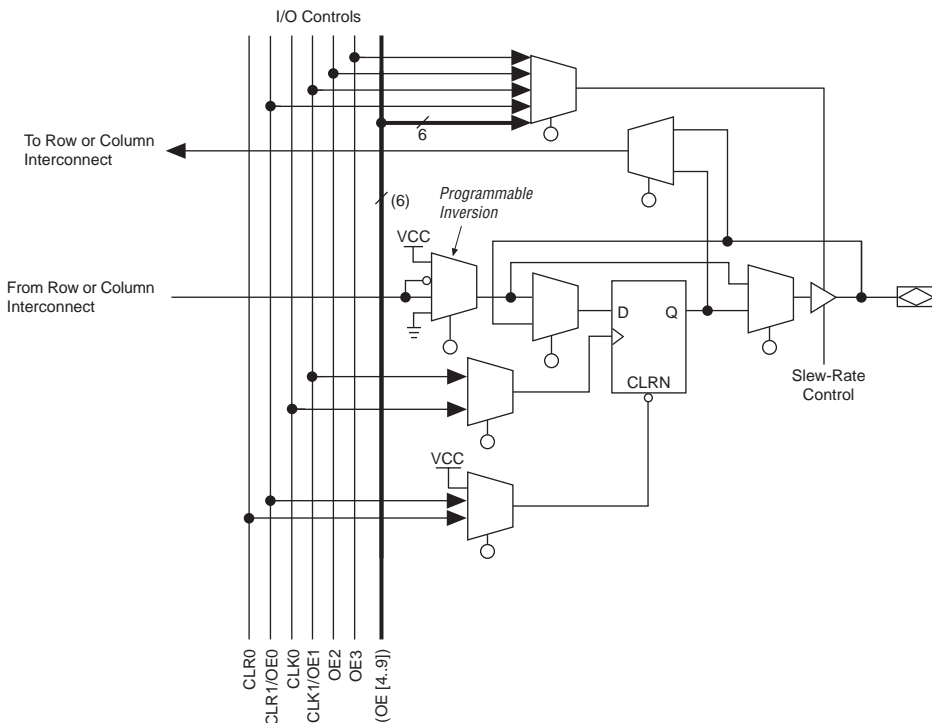 I/O Controls
To Row or Column
Interconnect
6
(6)
Programmable
Inversion
VCC
From Row or Column
Interconnect
D
Q
CLRN
Slew-Rate
Control
VCC
CLR0
CLR1/OE0
CLK0
CLK1/OE1
OE2
OE3
(OE [4..9])